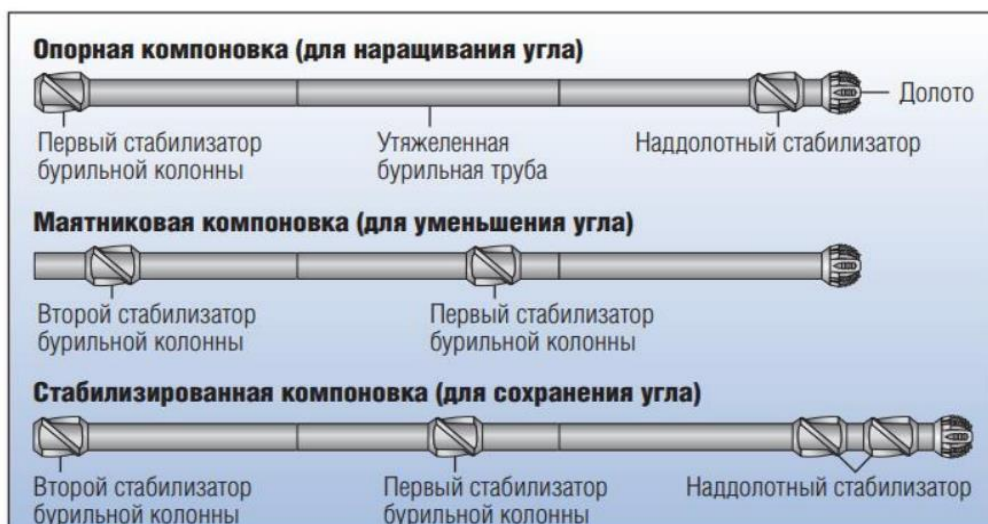 Опорная компоновка (для наращивания угла)
Долото
Первый стабилизатор
бурильной колонны
Утяжеленная
бурильная труба
Наддолотный стабилизатор
Маятниковая компоновка (для уменьшения угла)
Второй стабилизатор
бурильной колонны
Первый стабилизатор
бурильной колонны
Стабилизированная компоновка (для сохранения угла)
Второй стабилизатор
бурильной колонны
Первый стабилизатор
бурильной колонны
Наддолотный стабилизатор